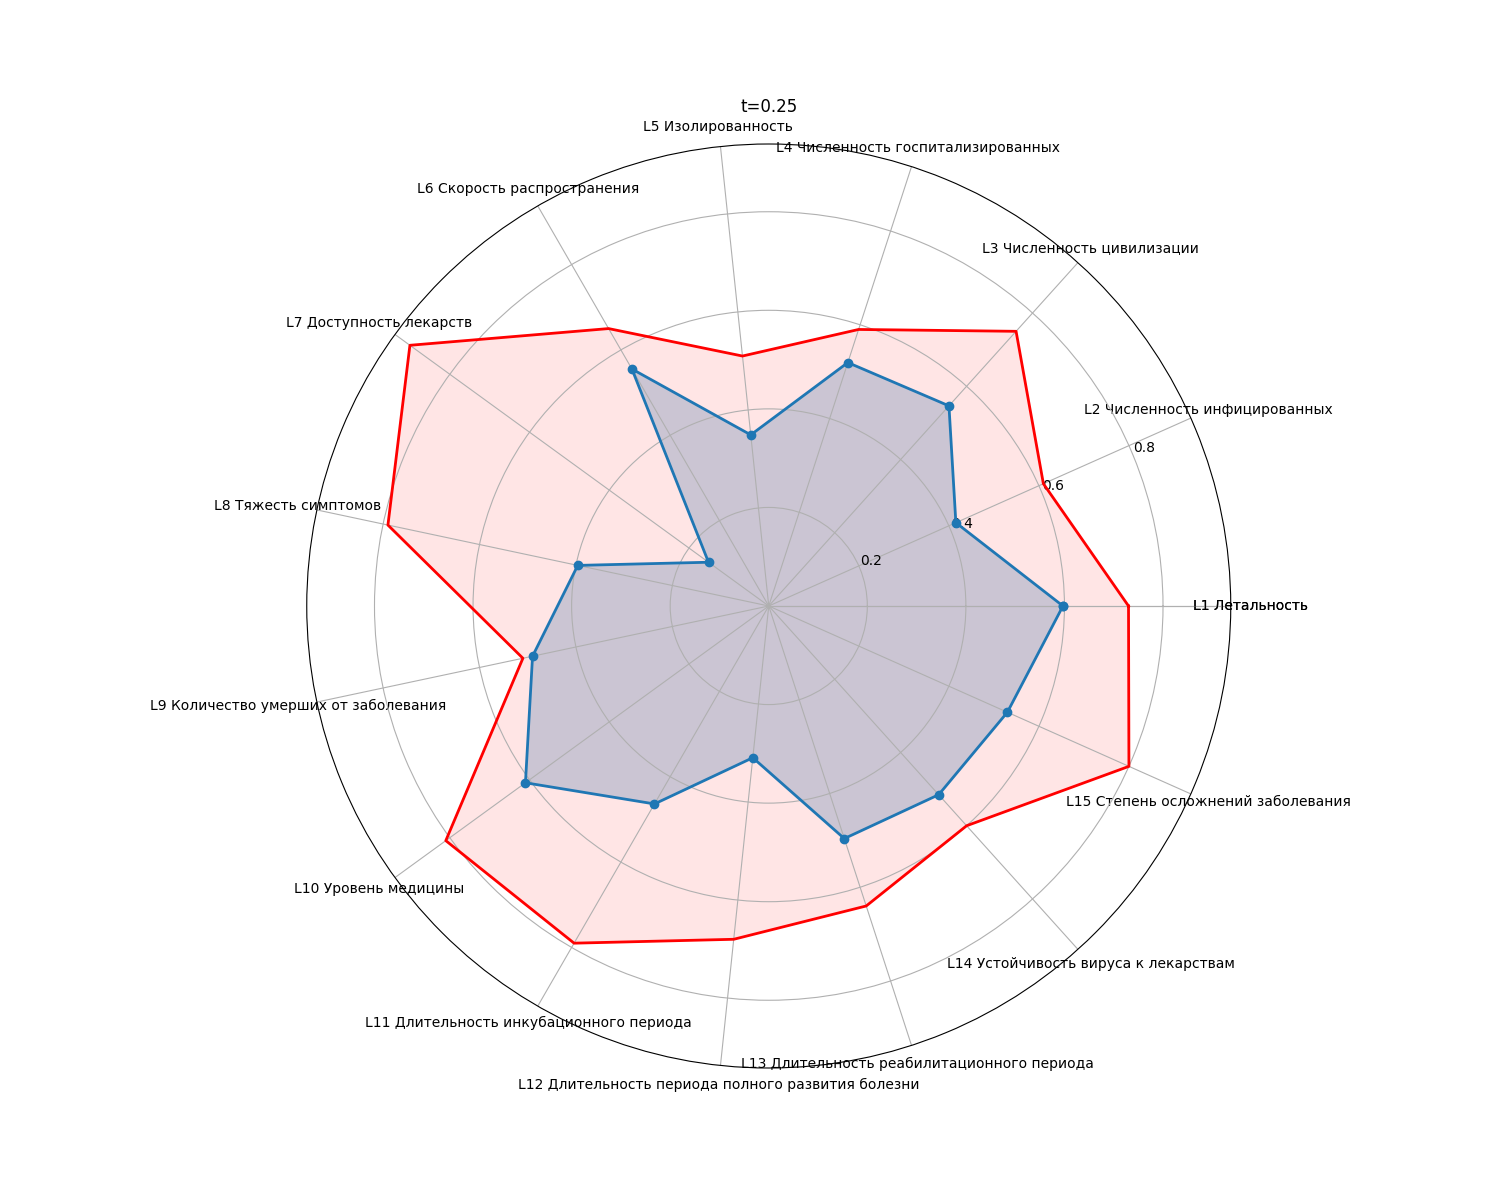 t=0.25
L5 Изолированность
L4 Численность госпитализированных
L6 Скорость распространения
L3 Численность цивилизации
L7 Доступность лекарств
L2 Численность инфицированных
0.8
0.6
L8 Тяжесть симптомов
4
0.2
L1 Летальность
L9 Количество умерших от заболевания
L15 Степень осложнений заболевания
L10 Уровень медицины
L14 Устойчивость вируса к лекарствам
L11 Длительность инкубационного периода
L13 Длительность реабилитационного периода
L12 Длительность периода полного развития болезни